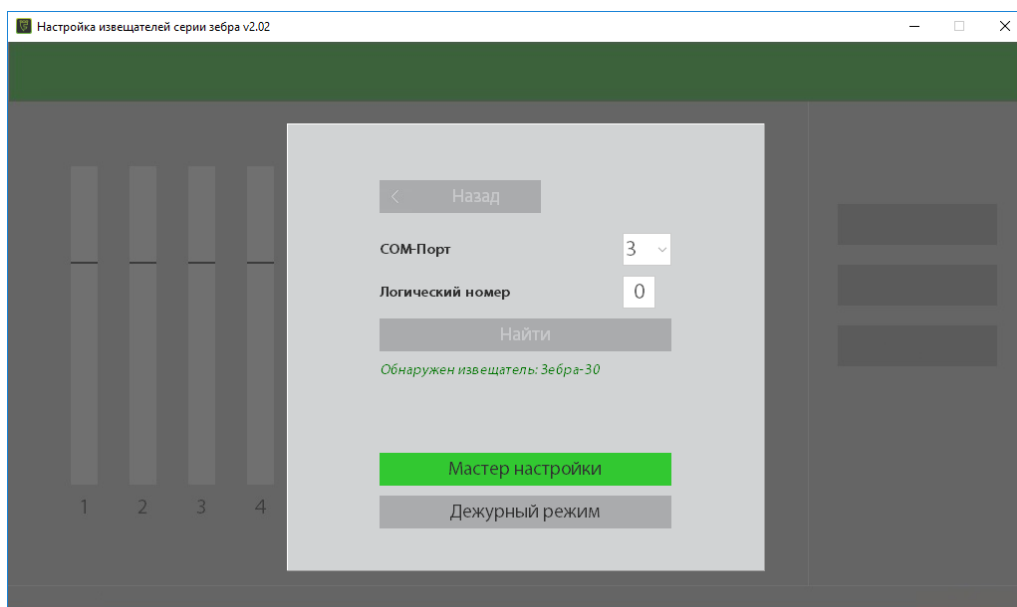 Настройка извещателей серии зебра v2.02
Назад
COM-Порт
3
Логический номер
0
Найти
Обнаружен извещатель: Зебра-30
Мастер настройки
Дежурный режим
1 2 3 4